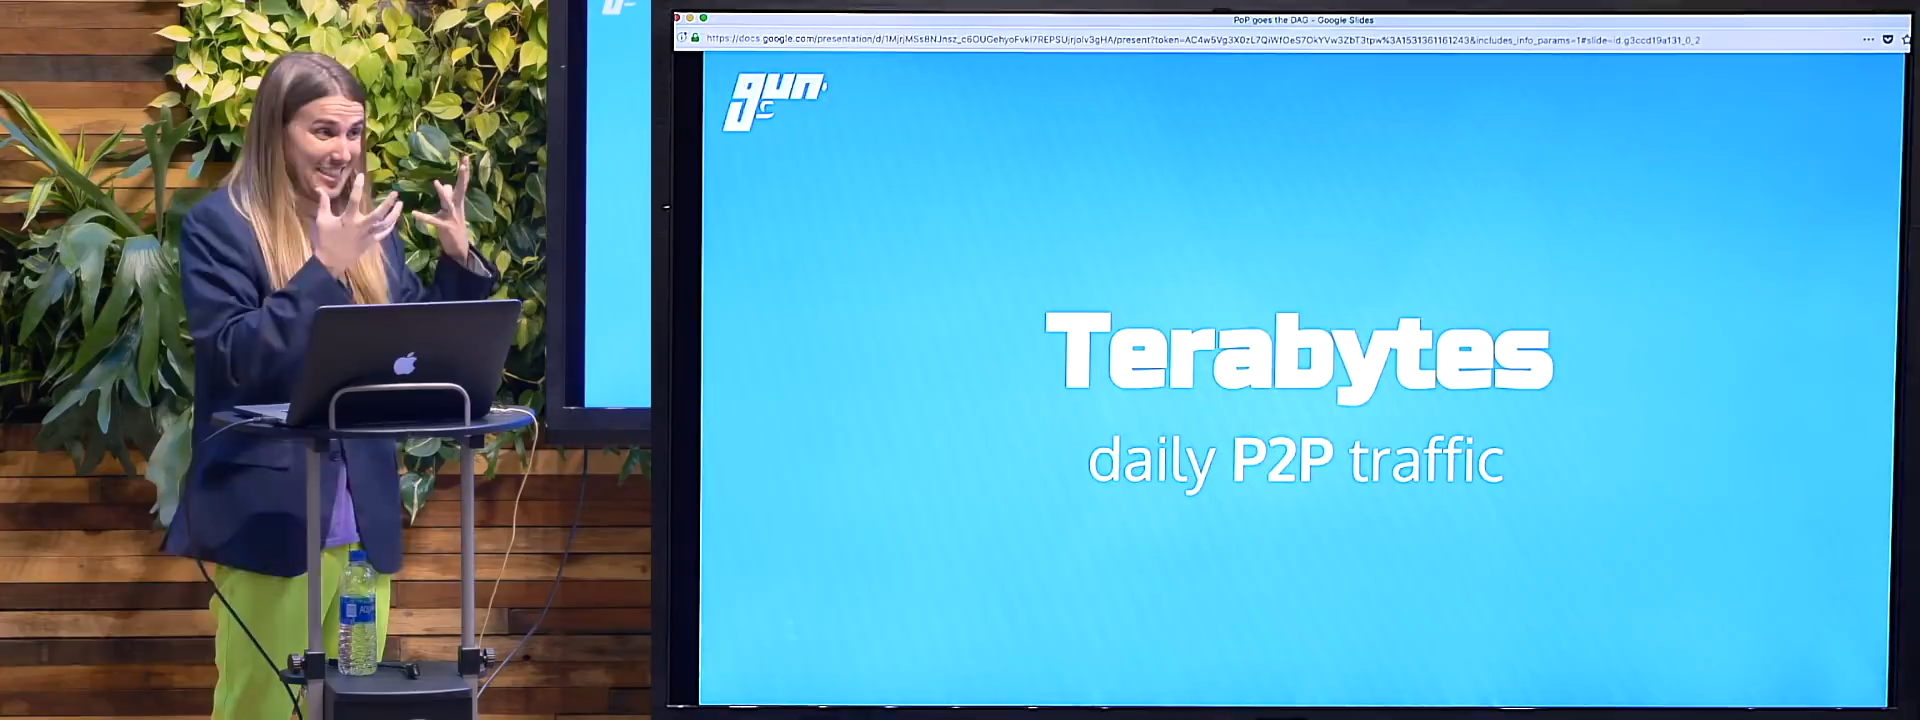 PoP goes the DAG - Google Slides
gun
Terabytes
daily P2P traffic